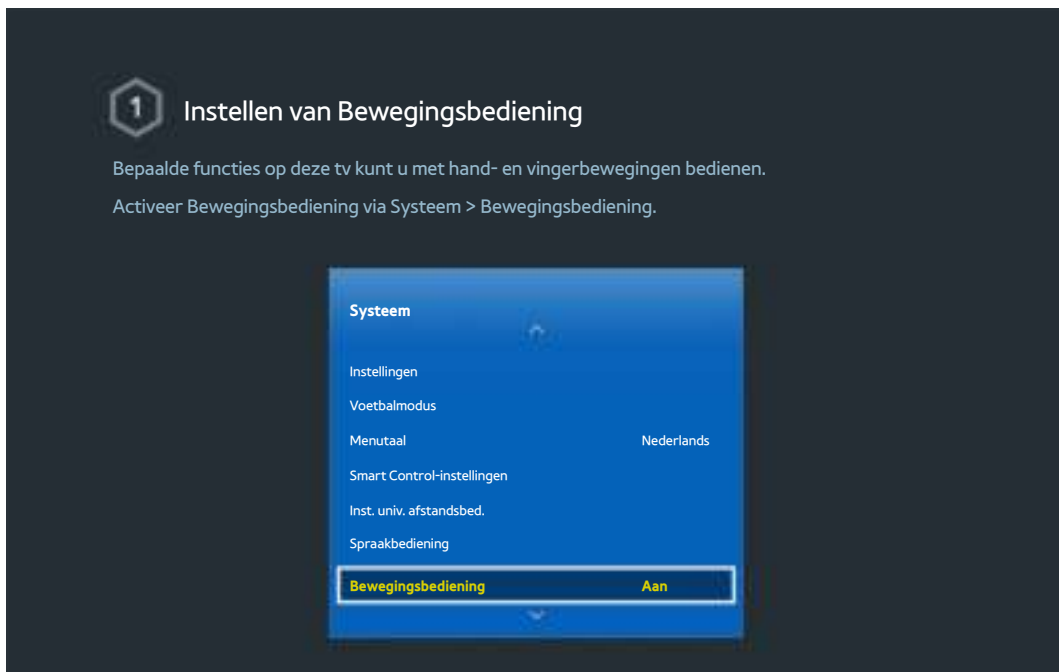 1 Instellen van Bewegingsbediening
Bepaalde functies op deze tv kunt u met hand- en vingerbewegingen bedienen.
Activeer Bewegingsbediening via Systeem > Bewegingsbediening.
Systeem
Instellingen
Voetbalmodus
Menutaal Nederlands
Smart Control-instellingen
Inst. univ. afstandsbed.
Spraakbediening
Bewegingsbediening Aan